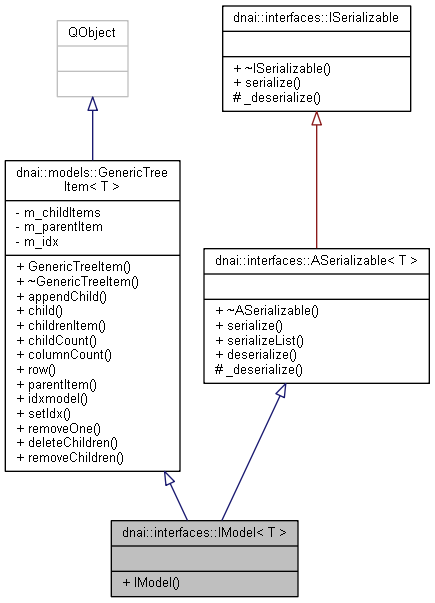 QObject
dnai::interfaces::ISerializable
+ ~ISerializable()
+ serialize()
# _deserialize()
dnai::models::GenericTree
Item< T >
- m_childItems
- m_parentItem
- m_idx
+ GenericTreeItem()
+ ~GenericTreeItem()
+ appendChild()
+ child()
+ childrenItem()
+ childCount()
+ columnCount()
+ row()
+ parentItem()
+ idxmodel()
+ setIdx()
+ removeOne()
+ deleteChildren()
+ removeChildren()
dnai::interfaces::ASerializable< T >
+ ~ASerializable()
+ serialize()
+ serializeList()
+ deserialize()
# _deserialize()
dnai::interfaces::IModel< T >
+ IModel()